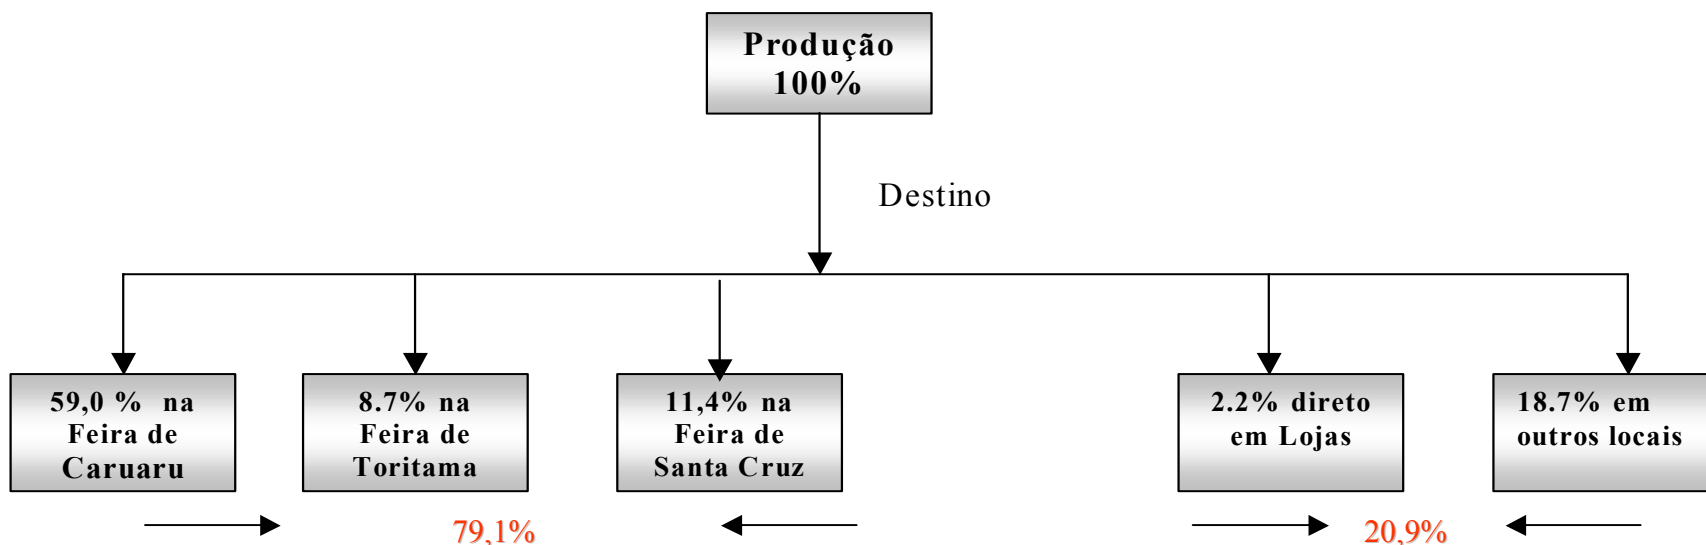 Produção
100%
Destino
59,0 % na
Feira de
Caruaru
8.7% na
Feira de
Toritama
11,4% na
Feira de
Santa Cruz
2.2% direto
em Lojas
18.7% em
outros locais
79,1%
20,9%